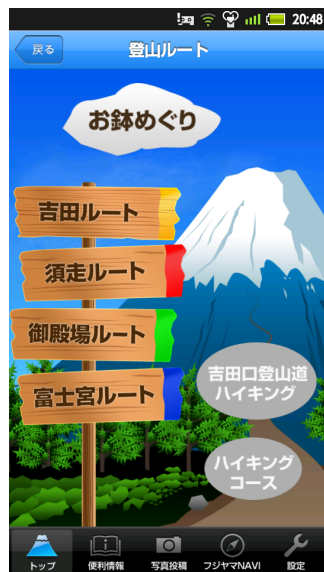 20:48
戻る
登山ルート
お鉢めぐり
吉田ルート
須走ルート
御殿場ルート
富士宮ルート
吉田口登山道
ハイキング
ハイキング
コース
トップ
便利情報
写真投稿
フジヤマNAVI
設定